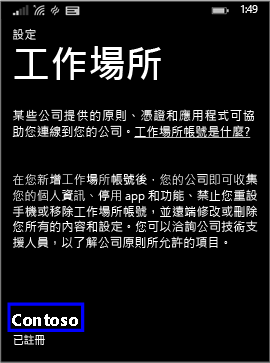 1:49
設定
工作場所
某些公司提供的原則、憑證和應用程式可協
助您連線到您的公司。工作場所帳號是什麼?
在您新增工作場所帳號後，您的公司即可收集
您的個人資訊、停用 app 和功能、禁止您重設
手機或移除工作場所帳號，並遠端修改或刪除
您所有的內容和設定。您可以洽詢公司技術支
援人員，以了解公司原則所允許的項目。
Contoso
已註冊